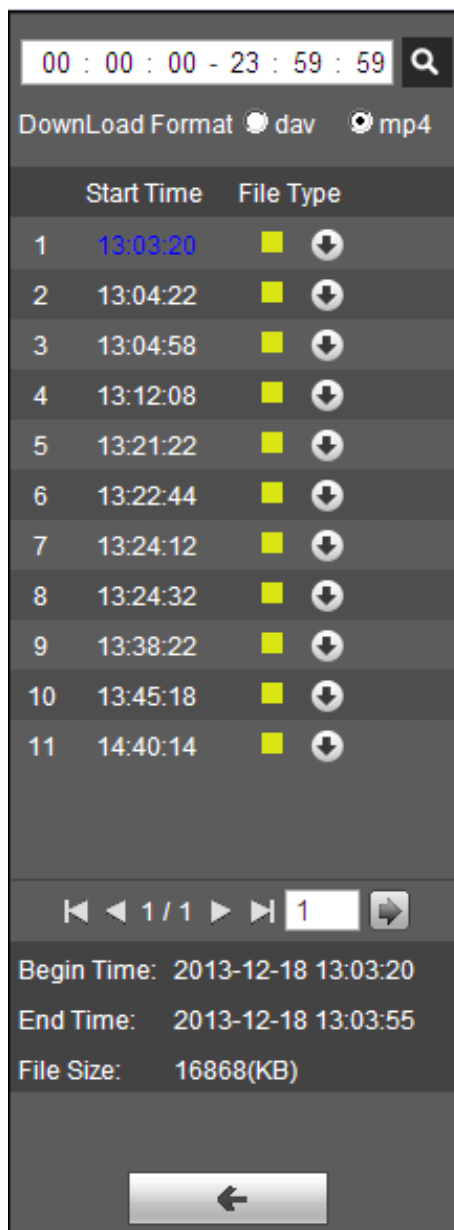 00 : 00 : 00 - 23 : 59 : 59
DownLoad Format dav mp4
Start Time File Type
1 13:03:20
2 13:04:22
3 13:04:58
4 13:12:08
5 13:21:22
6 13:22:44
7 13:24:12
8 13:24:32
9 13:38:22
10 13:45:18
11 14:40:14
1 / 1 1
Begin Time: 2013-12-18 13:03:20
End Time: 2013-12-18 13:03:55
File Size: 16868(KB)